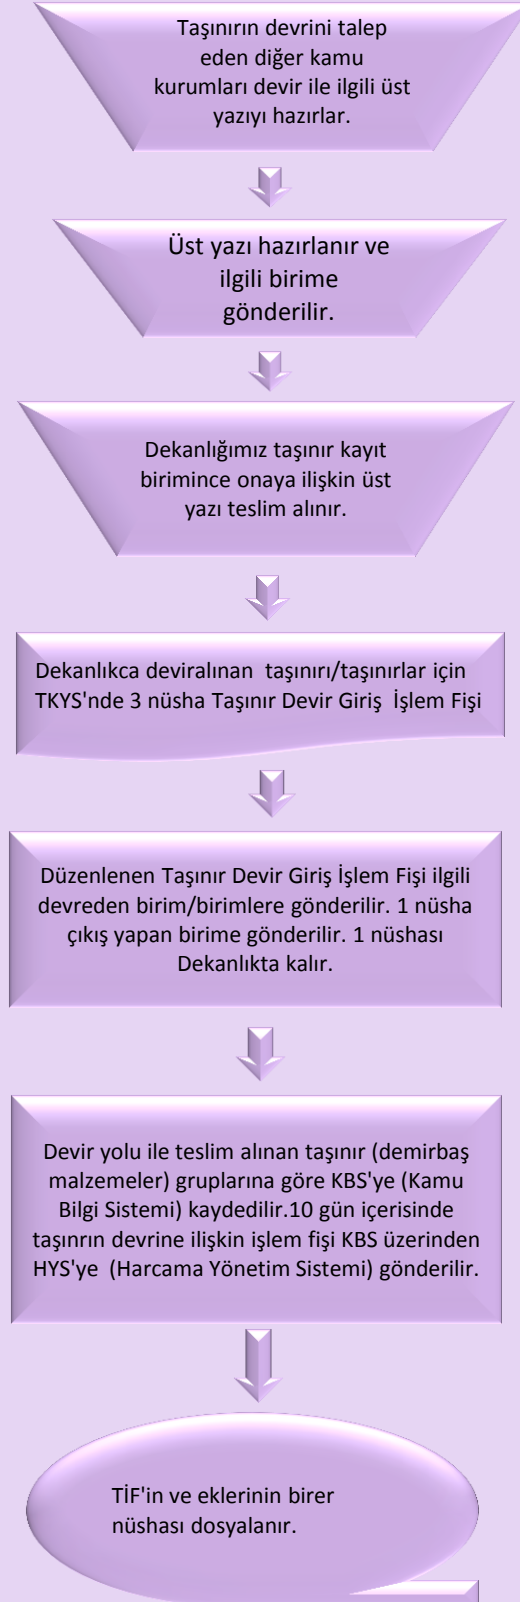 Taşınırın devrini talep
eden diğer kamu
kurumları devir ile ilgili üst
yazıyı hazırlar.
Üst yazı hazırlanır ve
ilgili birime
gönderilir.
Dekanlığımız taşınır kayıt
birimince onaya ilişkin üst
yazı teslim alınır.
Dekanlıkca deviralınan taşınırı/taşınırlar için
TKYS'nde 3 nüsha Taşınır Devir Giriş İşlem Fişi
Düzenlenen Taşınır Devir Giriş İşlem Fişi ilgili
devreden birim/birimlere gönderilir. 1 nüsha
çıkış yapan birime gönderilir. 1 nüshası
Dekanlıkta kalır.
Devir yolu ile teslim alınan taşınır (demirbaş
malzemeler) gruplarına göre KBS'ye (Kamu
Bilgi Sistemi) kaydedilir.10 gün içerisinde
taşınrın devrine ilişkin işlem fişi KBS üzerinden
HYS'ye (Harcama Yönetim Sistemi) gönderilir.
TİF'in ve eklerinin birer
nüshası dosyalanır.